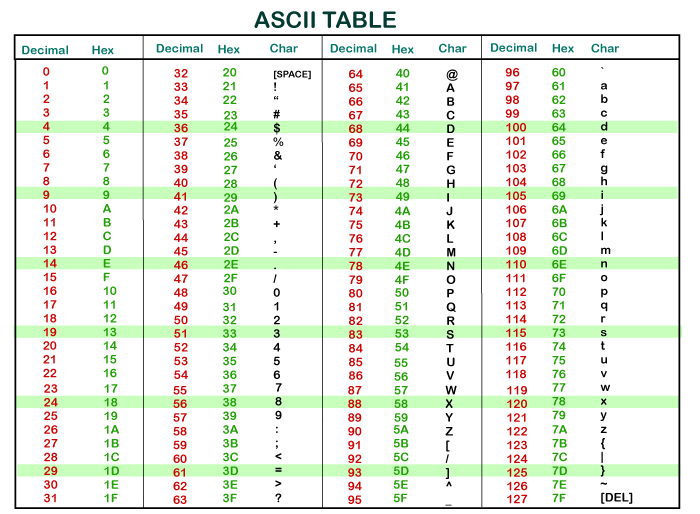 ASCII TABLE
Decimal Hex Decimal Hex Char Decimal Hex Char Decimal Hex Char
0 0 32 20 [SPACE] 64 40 @ 96 60 `
1 1 33 21 ! 65 41 A 97 61 a
2 2 34 22 “ 66 42 B 98 62 b
3 3 35 23 # 67 43 C 99 63 c
4 4 36 24 $ 68 44 D 100 64 d
5 5 37 25 % 69 45 E 101 65 e
6 6 38 26 & 70 46 F 102 66 f
7 7 39 27 ‘ 71 47 G 103 67 g
8 8 40 28 ( 72 48 H 104 68 h
9 9 41 29 ) 73 49 I 105 69 i
10 A 42 2A * 74 4A J 106 6A j
11 B 43 2B + 75 4B K 107 6B k
12 C 44 2C , 76 4C L 108 6C l
13 D 45 2D - 77 4D M 109 6D m
14 E 46 2E . 78 4E N 110 6E n
15 F 47 2F / 79 4F O 111 6F o
16 10 48 30 0 80 50 P 112 70 p
17 11 49 31 1 81 51 Q 113 71 q
18 12 50 32 2 82 52 R 114 72 r
19 13 51 33 3 83 53 S 115 73 s
20 14 52 34 4 84 54 T 116 74 t
21 15 53 35 5 85 55 U 117 75 u
22 16 54 36 6 86 56 V 118 76 v
23 17 55 37 7 87 57 W 119 77 w
24 18 56 38 8 88 58 X 120 78 x
25 19 57 39 9 89 59 Y 121 79 y
26 1A 58 3A : 90 5A Z 122 7A z
27 1B 59 3B ; 91 5B [ 123 7B {
28 1C 60 3C < 92 5C / 124 7C |
29 1D 61 3D = 93 5D ] 125 7D }
30 1E 62 3E > 94 5E ^ 126 7E ~
31 1F 63 3F ? 95 5F _ 127 7F [DEL]